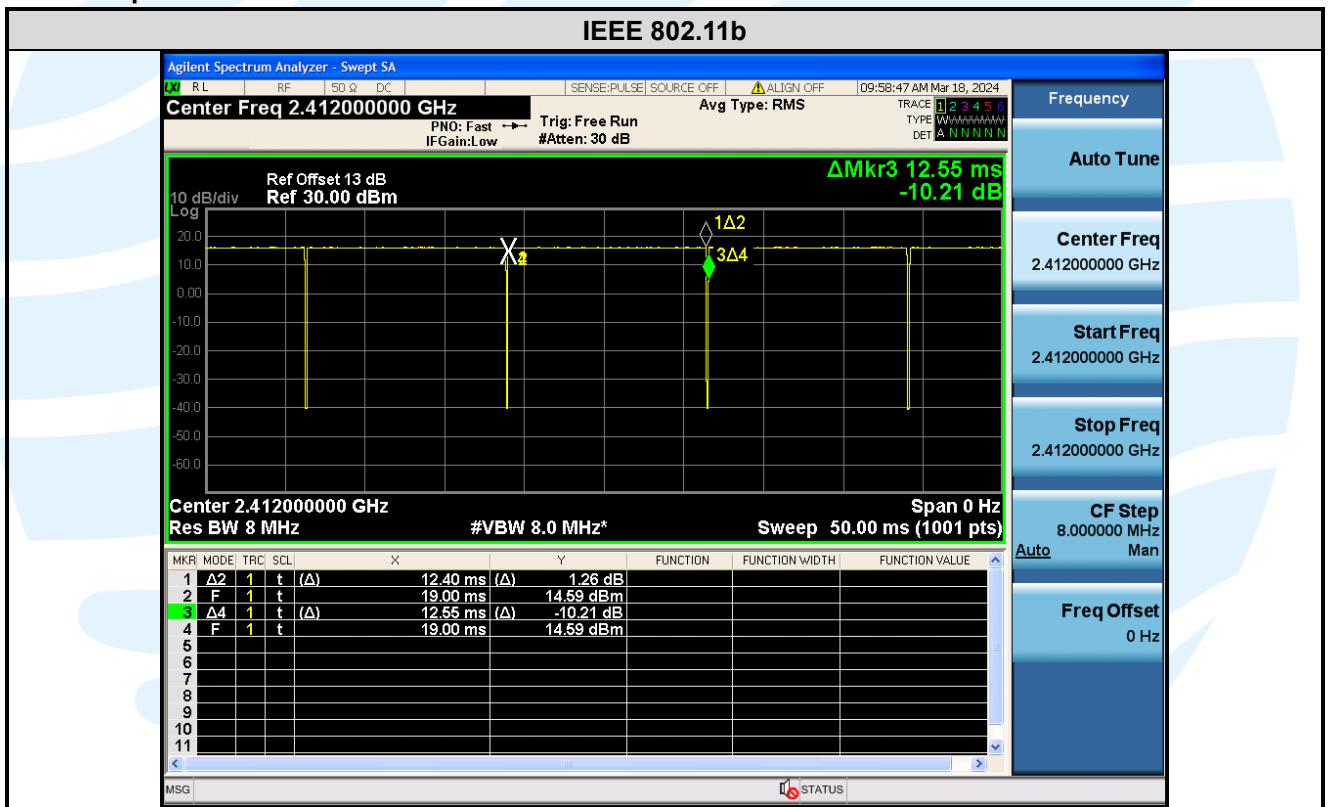 IEEE 802.11b
Agilent Spectrum Analyzer - Swept SA
LXI RL RF 50 Ω DC SENSE:PULSE SOURCE OFF ALIGN OFF 09:58:47 AM Mar 18, 2024
Center Freq 2.412000000 GHz
PNO: Fast
IFGain:Low
Trig: Free Run
#Atten: 30 dB
Avg Type: RMS
TRACE 1 2 3 4 5 6
TYPE WWWWWW
DET A N N N N N
Ref Offset 13 dB
Ref 30.00 dBm
ΔMkr3 12.55 ms
-10.21 dB
10 dB/div
Log
20.0
10.0
0.00
-10.0
-20.0
-30.0
-40.0
-50.0
-60.0
1Δ2
3Δ4
Center 2.412000000 GHz Span 0 Hz
Res BW 8 MHz #VBW 8.0 MHz* Sweep 50.00 ms (1001 pts)
MKR MODE TRC SCL X Y FUNCTION FUNCTION WIDTH FUNCTION VALUE
1 Δ2 1 t (Δ) 12.40 ms (Δ) 1.26 dB
2 F 1 t 19.00 ms 14.59 dBm
3 Δ4 1 t (Δ) 12.55 ms (Δ) -10.21 dB
4 F 1 t 19.00 ms 14.59 dBm
5
6
7
8
9
10
11
MSG STATUS
Frequency
Auto Tune
Center Freq
2.412000000 GHz
Start Freq
2.412000000 GHz
Stop Freq
2.412000000 GHz
CF Step
8.000000 MHz
Auto Man
Freq Offset
0 Hz